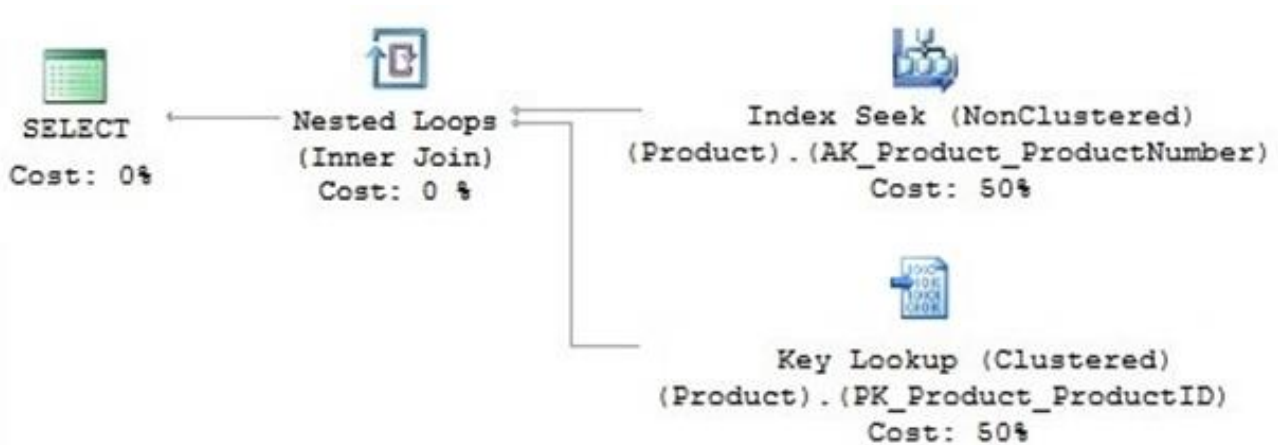 SELECT
Cost: 0%
Nested Loops
(Inner Join)
Cost: 0 %
Index Seek (NonClustered)
(Product).(AK_Product_ProductNumber)
Cost: 50%
Key Lookup (Clustered)
(Product).(PK_Product_ProductID)
Cost: 50%